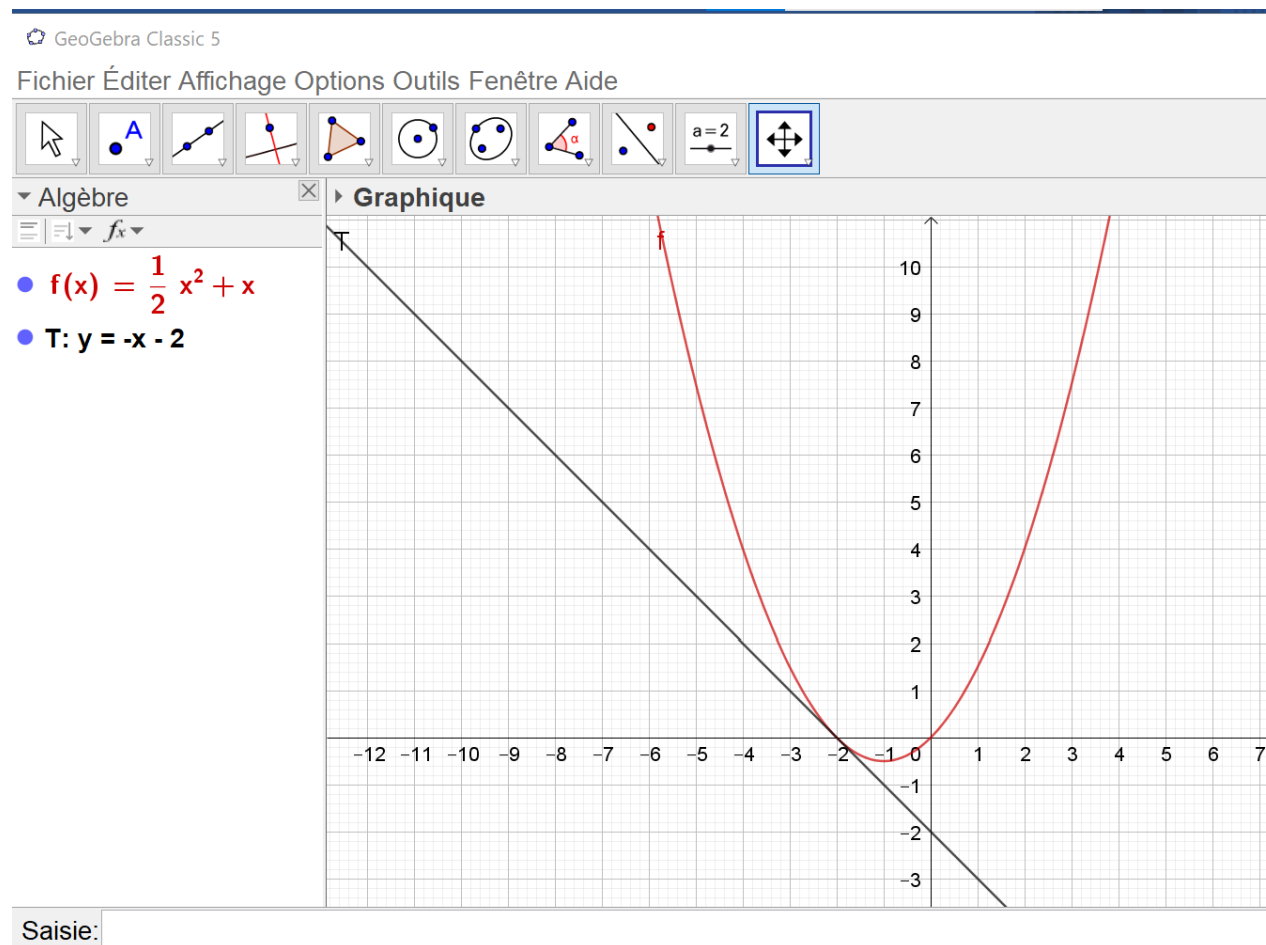 GeoGebra Classic 5
Fichier Éditer Affichage Options Outils Fenêtre Aide
A
α
a=2
Algèbre
Graphique
fx
f(x) = 1/2 x² + x
T: y = -x - 2
T
f
10
9
8
7
6
5
4
3
2
1
−12 −11 −10 −9 −8 −7 −6 −5 −4 −3 −2 −1 0 1 2 3 4 5 6 7
−1
−2
−3
Saisie: